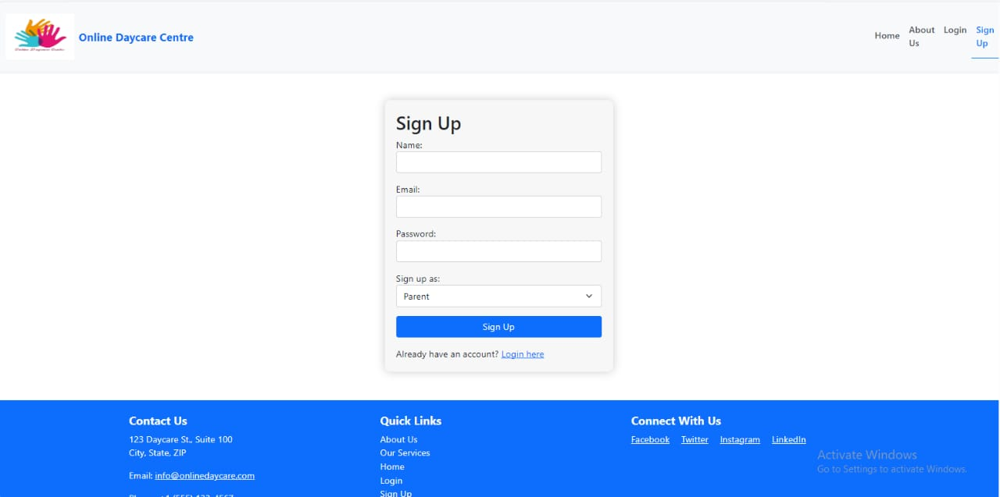 Online Daycare Centre
Home
About Us
Login
Sign Up
Sign Up
Name:
Email:
Password:
Sign up as:
Parent
Sign Up
Already have an account? Login here
Contact Us
123 Daycare St., Suite 100
City, State, ZIP
Email: info@onlinedaycare.com
Quick Links
About Us
Our Services
Home
Login
Sign Up
Connect With Us
Facebook Twitter Instagram LinkedIn
Activate Windows
Go to Settings to activate Windows.